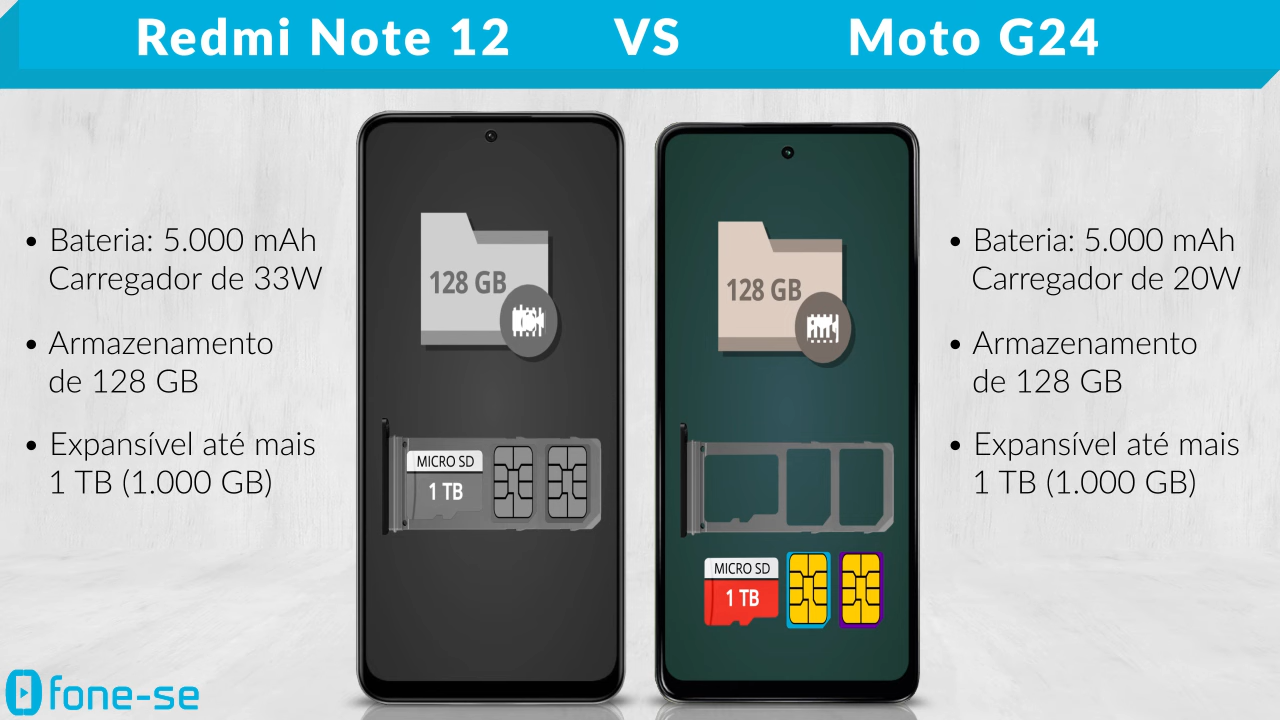 Redmi Note 12 VS Moto G24
• Bateria: 5.000 mAh
Carregador de 33W
• Armazenamento
de 128 GB
• Expansível até mais
1 TB (1.000 GB)
128 GB
MICRO SD
1 TB
128 GB
MICRO SD
1 TB
• Bateria: 5.000 mAh
Carregador de 20W
• Armazenamento
de 128 GB
• Expansível até mais
1 TB (1.000 GB)
fone-se